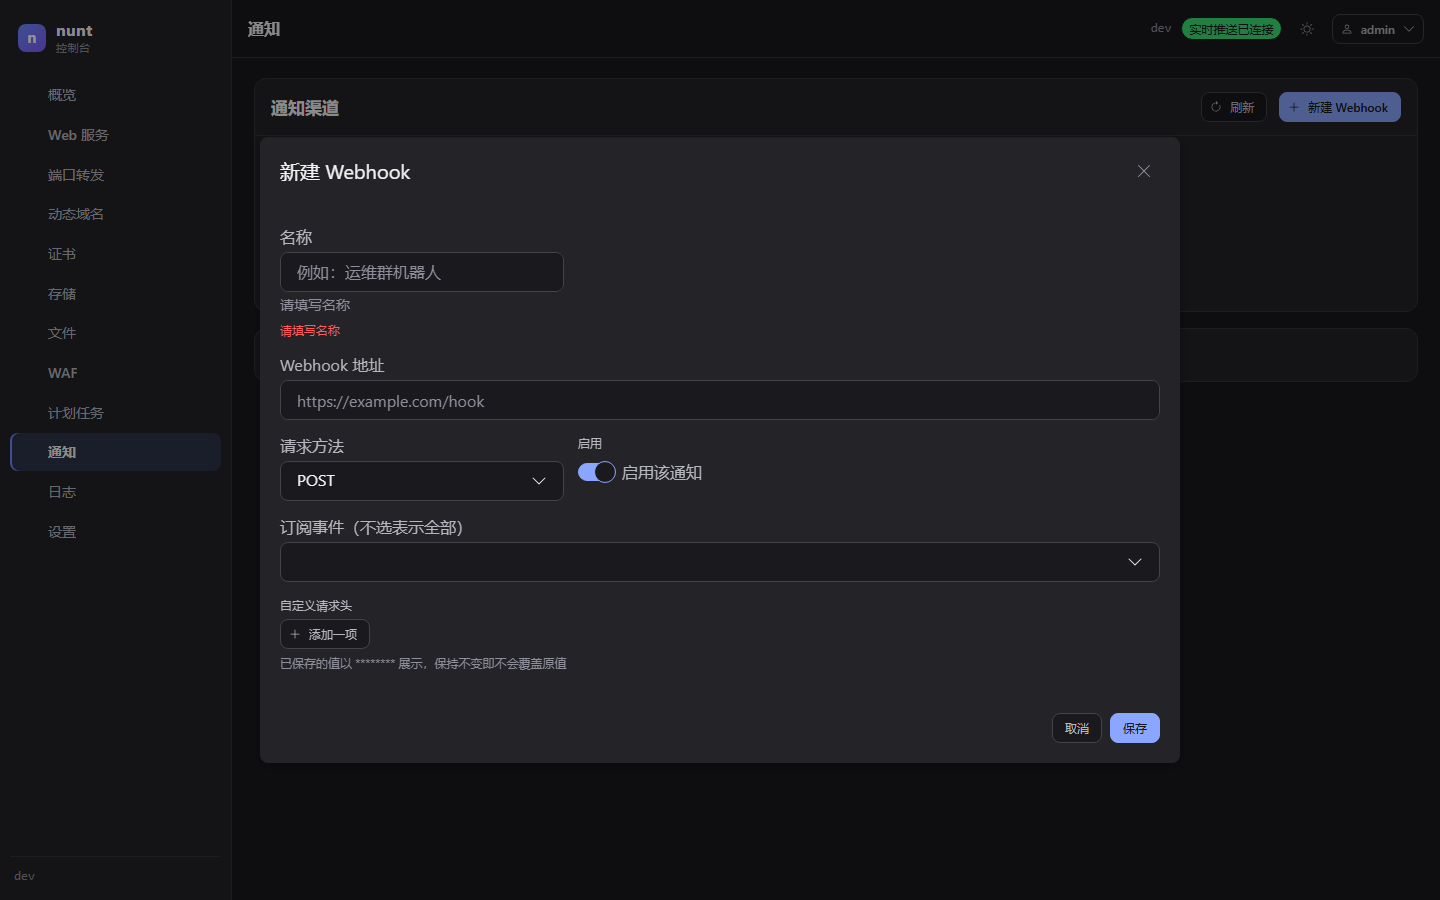 n
nunt
控制台
概览
Web 服务
端口转发
动态域名
证书
存储
文件
WAF
计划任务
通知
日志
设置
dev
通知
dev
实时推送已连接
admin
通知渠道
刷新
新建 Webhook
新建 Webhook
名称
例如：运维群机器人
请填写名称
请填写名称
Webhook 地址
https://example.com/hook
请求方法
POST
启用
启用该通知
订阅事件（不选表示全部）
自定义请求头
添加一项
已保存的值以 ******** 展示，保持不变即不会覆盖原值
取消
保存